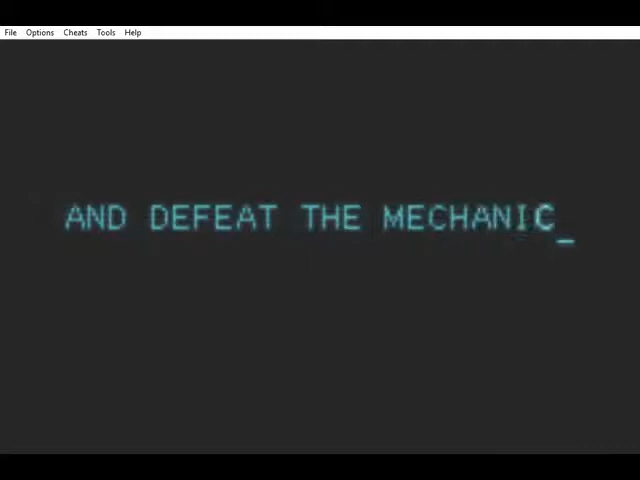 File Options Cheats Tools Help
AND DEFEAT THE MECHANIC_